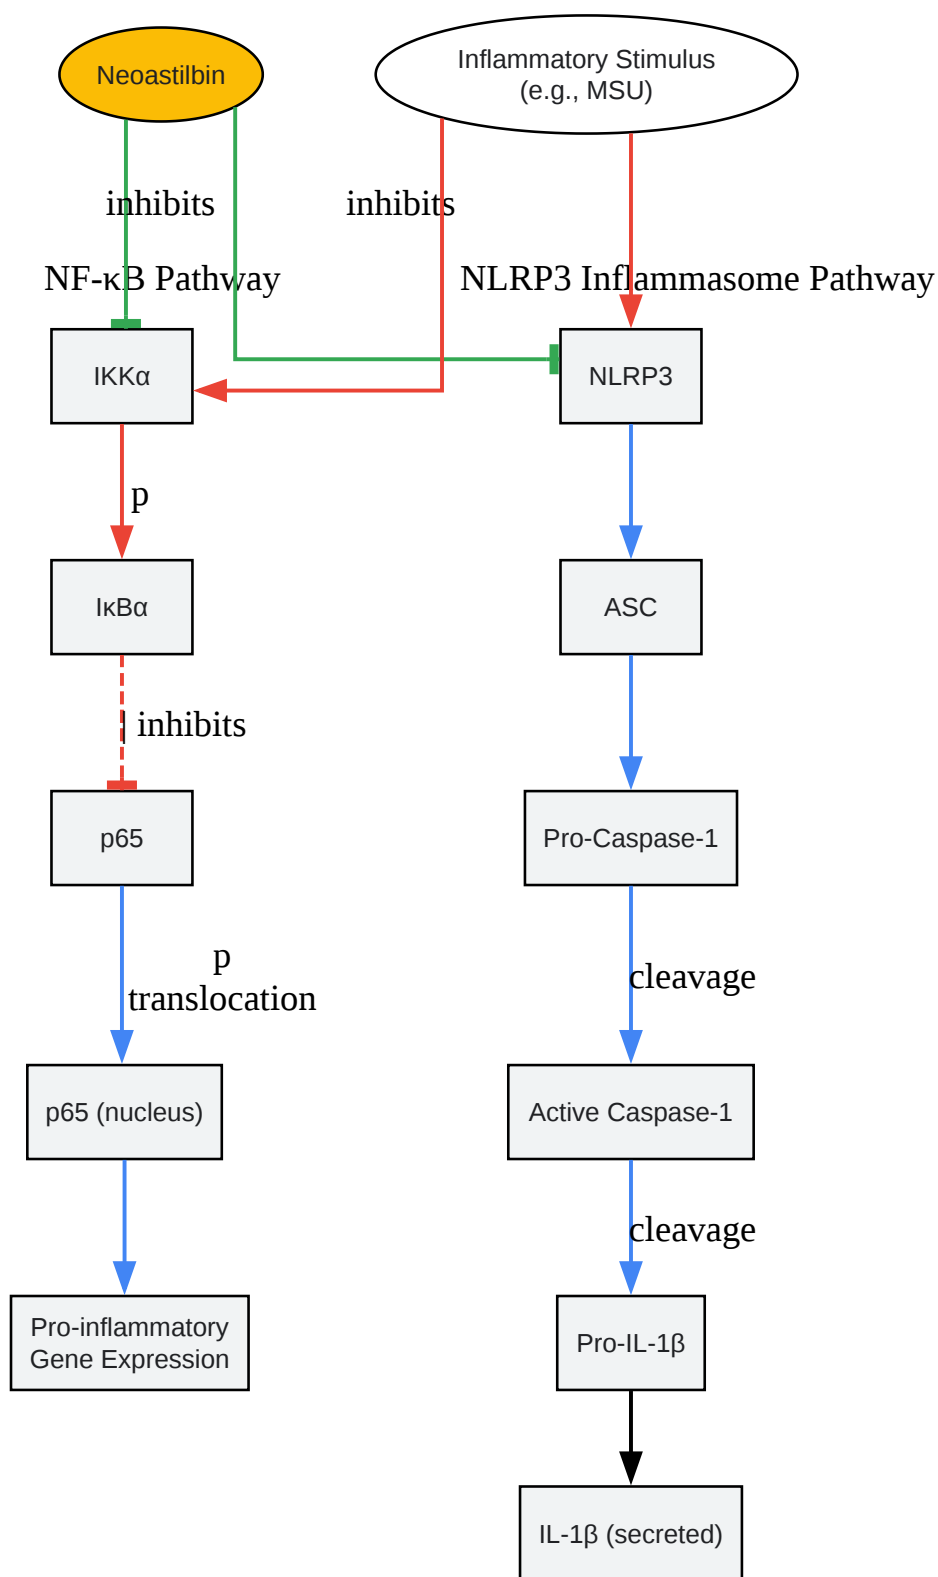 Neoastilbin
Inflammatory Stimulus
(e.g., MSU)
inhibits
inhibits
NF-κB Pathway
NLRP3 Inflammasome Pathway
IKKα
NLRP3
p
IκBα
ASC
| inhibits
p65
Pro-Caspase-1
p
translocation
cleavage
p65 (nucleus)
Active Caspase-1
cleavage
Pro-inflammatory
Gene Expression
Pro-IL-1β
IL-1β (secreted)